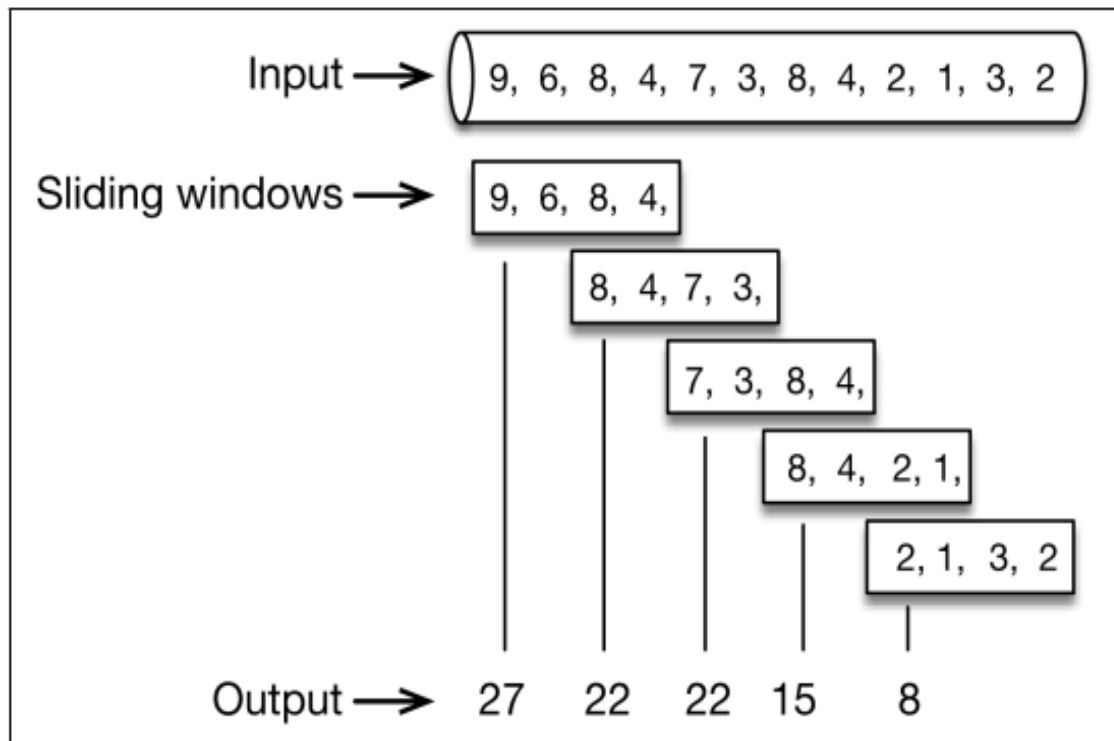 Input 9, 6, 8, 4, 7, 3, 8, 4, 2, 1, 3, 2
Sliding windows 9, 6, 8, 4,
8, 4, 7, 3,
7, 3, 8, 4,
8, 4, 2, 1,
2, 1, 3, 2
Output 27 22 22 15 8